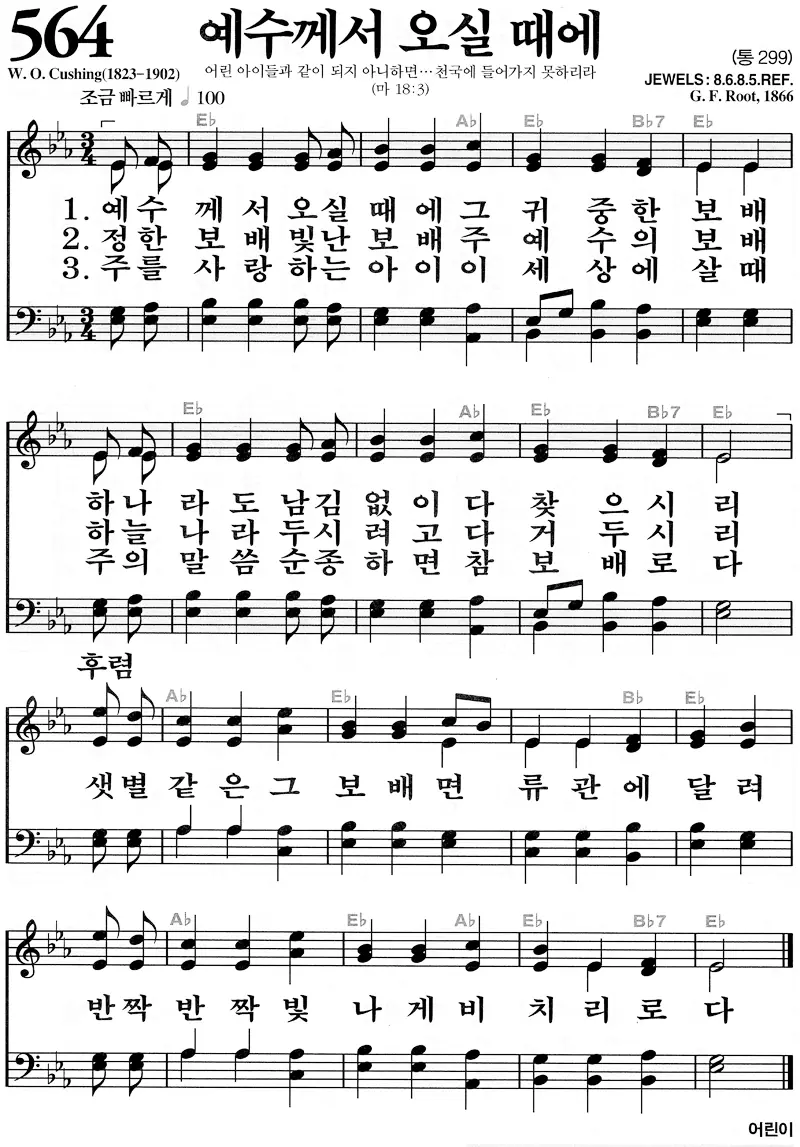 564 예수께서 오실 때에
(통 299)
W. O. Cushing(1823-1902)
어린 아이들과 같이 되지 아니하면…천국에 들어가지 못하리라
(마 18:3)
JEWELS: 8.6.8.5.REF.
G. F. Root, 1866
조금 빠르게 ♩ 100
E♭ A♭ E♭ B♭7 E♭
3/4
1. 예수 께 서 오실 때 에 그 귀 중 한 보 배
2. 정한 보 배 빛난 보 배 주 예 수 의 보 배
3. 주를 사 랑 하는 아 이 이 세 상 에 살 때
3/4
E♭ A♭ E♭ B♭7 E♭
하나 라 도 남김 없 이 다 찾 으 시 리
하늘 나 라 두시 려 고 다 거 두 시 리
주의 말 씀 순종 하 면 참 보 배 로 다
후렴
A♭ E♭ B♭ E♭
샛별 같 은 그 보 배 면 류 관 에 달 려
A♭ E♭ A♭ E♭ B♭7 E♭
반짝 반 짝 빛 나 게 비 치 리 로 다
어린이